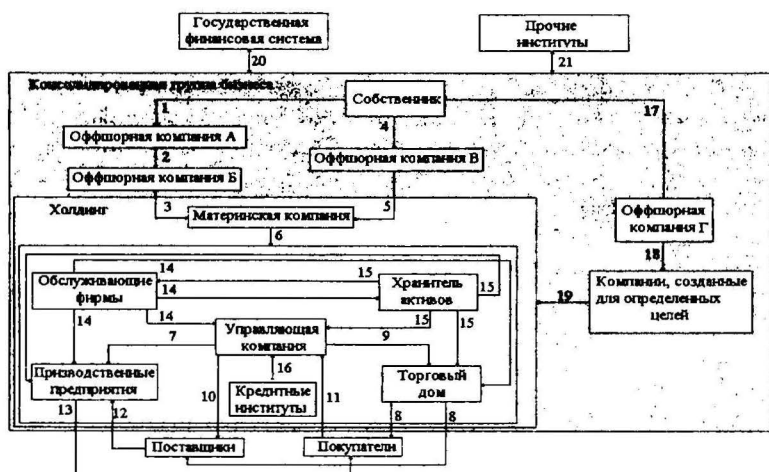 Государственная
финансовая система
Прочие
институты
20
21
Консолидированная группа бизнеса
Собственник
1
4
17
Оффшорная компания А
2
Оффшорная компания В
Оффшорная компания Б
Холдинг
3
5
Материнская компания
6
Оффшорная
компания Г
18
14
15
Обслуживающие
фирмы
14
Хранитель
активов
15
Компании, созданные
для определенных
целей
19
14
14
15
15
7
Управляющая
компания
9
Призводственные
предприятия
16
Торговый
дом
Кредитные
институты
13
12
10
11
8
8
Поставщики
Покупатели